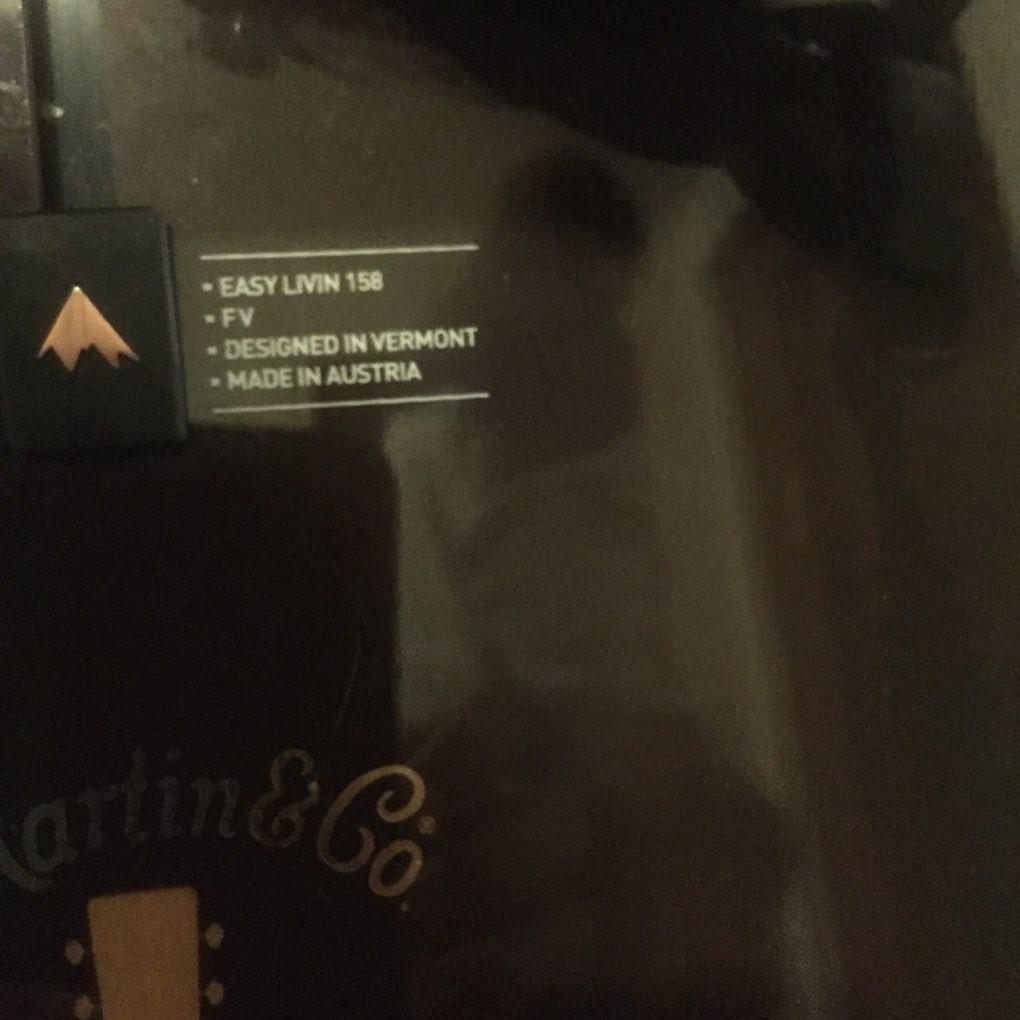 • EASY LIVIN 158
• FV
• DESIGNED IN VERMONT
• MADE IN AUSTRIA
artin & Co ®